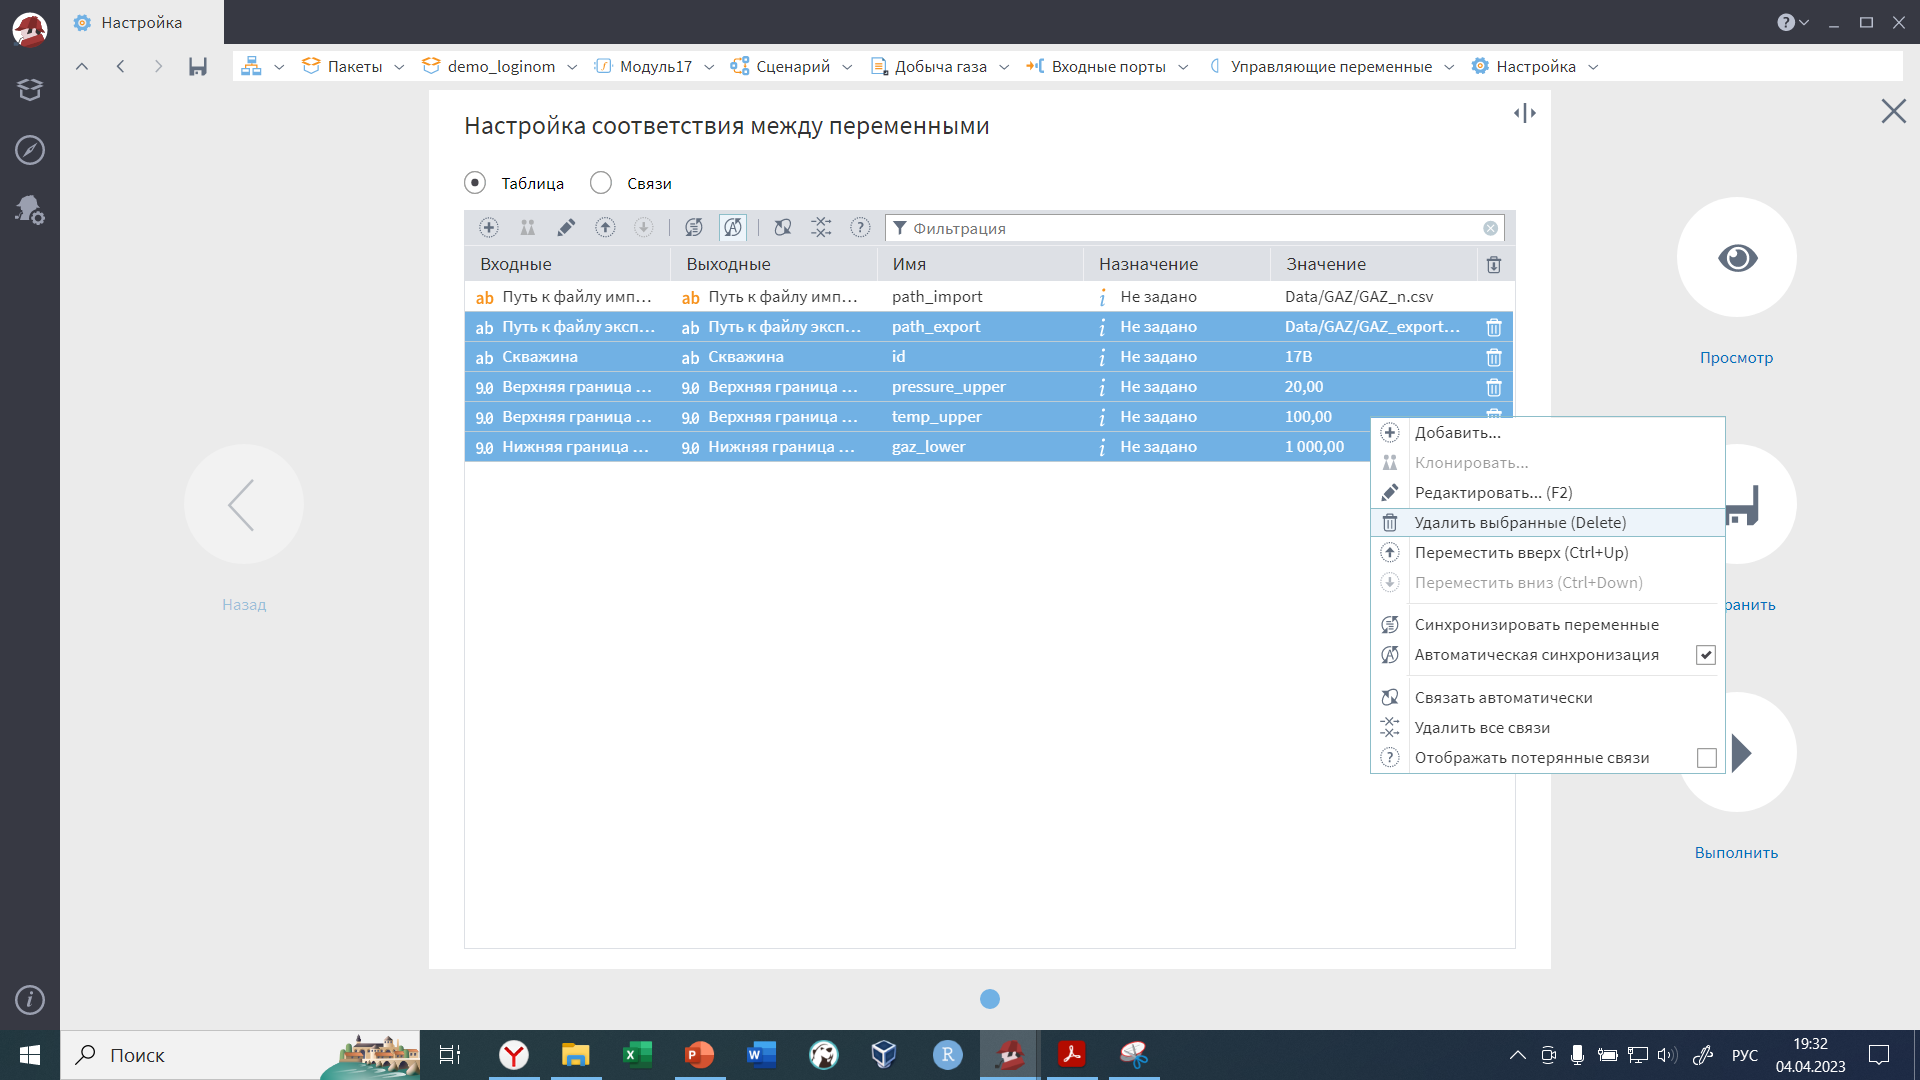 Настройка
Пакеты demo_loginom Модуль17 Сценарий Добыча газа Входные порты Управляющие переменные Настройка
Настройка соответствия между переменными
Таблица Связи
Фильтрация
Входные Выходные Имя Назначение Значение
ab Путь к файлу имп... ab Путь к файлу имп... path_import i Не задано Data/GAZ/GAZ_n.csv
ab Путь к файлу эксп... ab Путь к файлу эксп... path_export i Не задано Data/GAZ/GAZ_export...
ab Скважина ab Скважина id i Не задано 17В
9.0 Верхняя граница ... 9.0 Верхняя граница ... pressure_upper i Не задано 20,00
9.0 Верхняя граница ... 9.0 Верхняя граница ... temp_upper i Не задано 100,00
9.0 Нижняя граница ... 9.0 Нижняя граница ... gaz_lower i Не задано 1 000,00
Добавить...
Клонировать...
Редактировать... (F2)
Удалить выбранные (Delete)
Переместить вверх (Ctrl+Up)
Переместить вниз (Ctrl+Down)
Синхронизировать переменные
Автоматическая синхронизация
Связать автоматически
Удалить все связи
Отображать потерянные связи
Назад
Просмотр
ранить
Выполнить
Поиск
РУС
19:32
04.04.2023